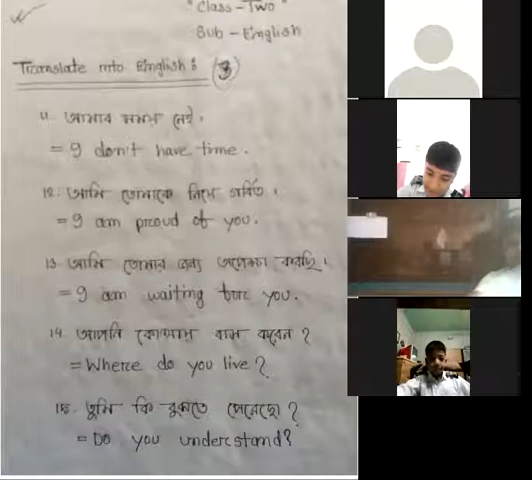 "Class-Two"
Sub-English
Translate into English: (3)
11. আমার সময় নেই।
= I don't have time.
12. আমি তোমাকে নিয়ে গর্বিত।
= I am proud of you.
13. আমি তোমার জন্য অপেক্ষা করছি।
= I am waiting for you.
14. আপনি কোথায় বাস করেন?
= Where do you live?
15. তুমি কি বুঝতে পেরেছো?
= Do you understand?